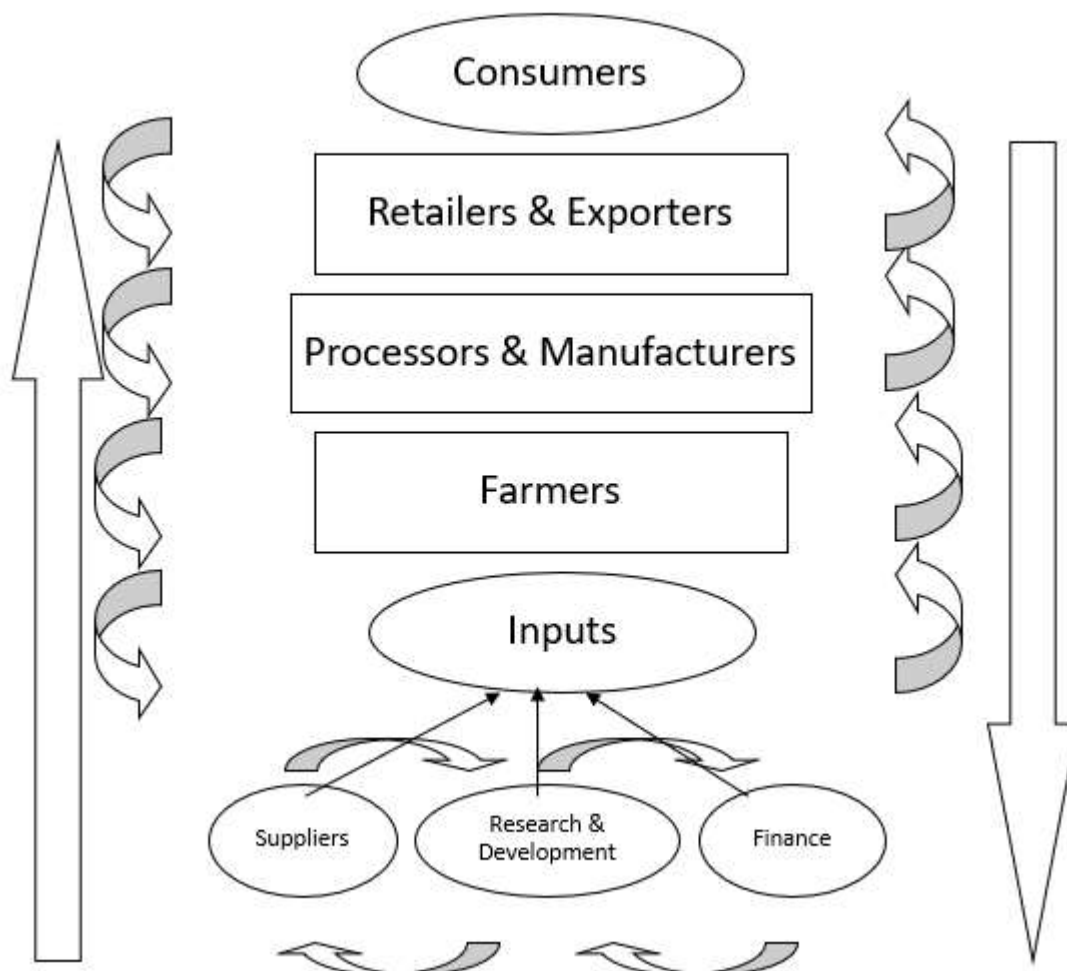 Consumers
Retailers & Exporters
Processors & Manufacturers
Farmers
Inputs
Suppliers
Research &
Development
Finance